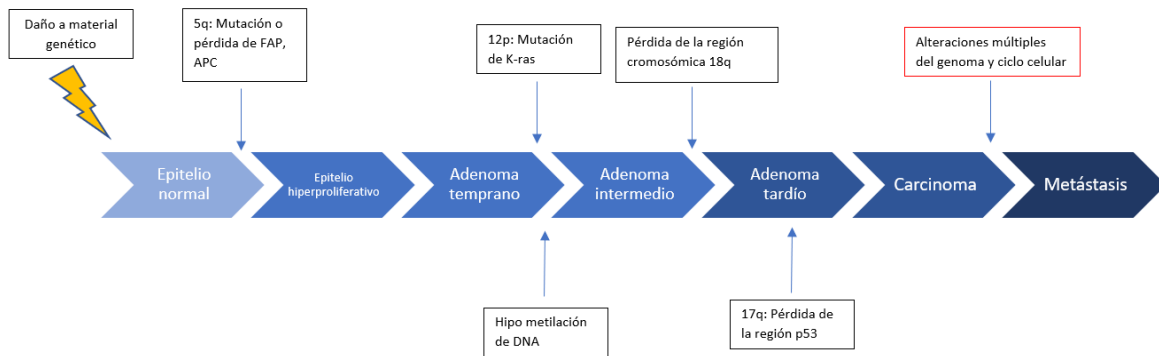 Daño a material
genético
5q: Mutación o
pérdida de FAP,
APC
12p: Mutación
de K-ras
Pérdida de la región
cromosómica 18q
Alteraciones múltiples
del genoma y ciclo celular
Epitelio
normal
Epitelio
hiperproliferativo
Adenoma
temprano
Adenoma
intermedio
Adenoma
tardío
Carcinoma
Metástasis
Hipo metilación
de DNA
17q: Pérdida de
la región p53